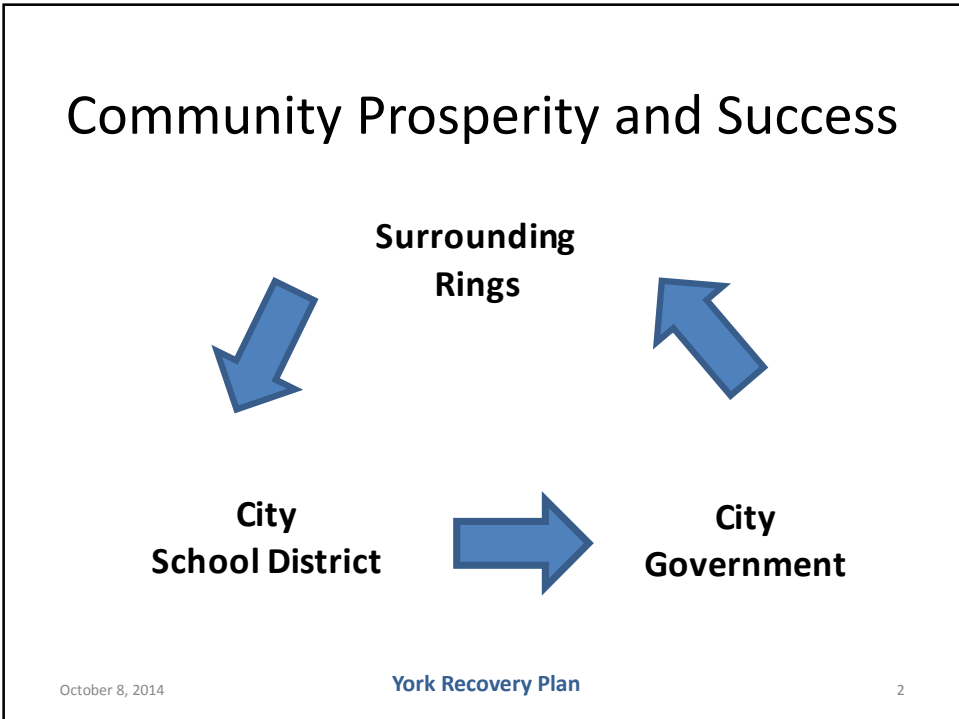 Community Prosperity and Success
Surrounding
Rings
City
School District
City
Government
October 8, 2014
York Recovery Plan
2